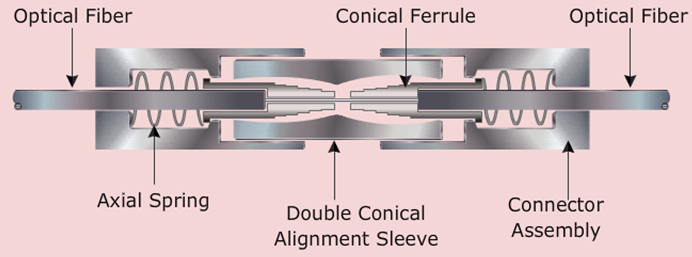 Optical Fiber
Conical Ferrule
Optical Fiber
Axial Spring
Double Conical
Alignment Sleeve
Connector
Assembly